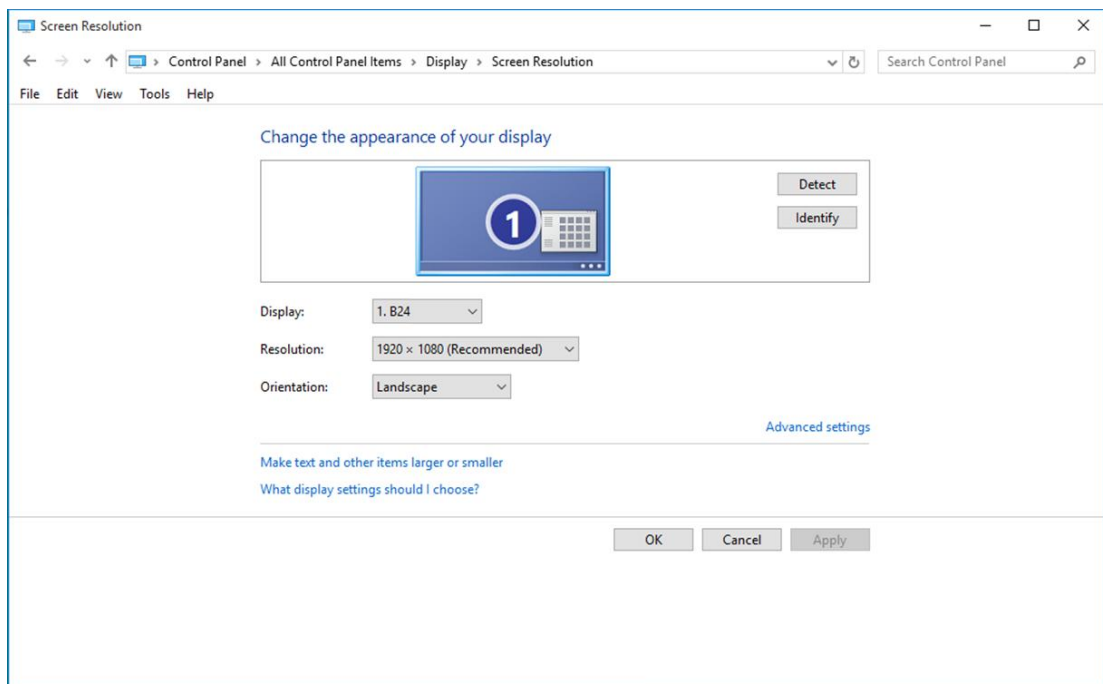 Screen Resolution
Control Panel > All Control Panel Items > Display > Screen Resolution
Search Control Panel
File Edit View Tools Help
Change the appearance of your display
1
Detect
Identify
Display: 1. B24
Resolution: 1920 × 1080 (Recommended)
Orientation: Landscape
Advanced settings
Make text and other items larger or smaller
What display settings should I choose?
OK Cancel Apply